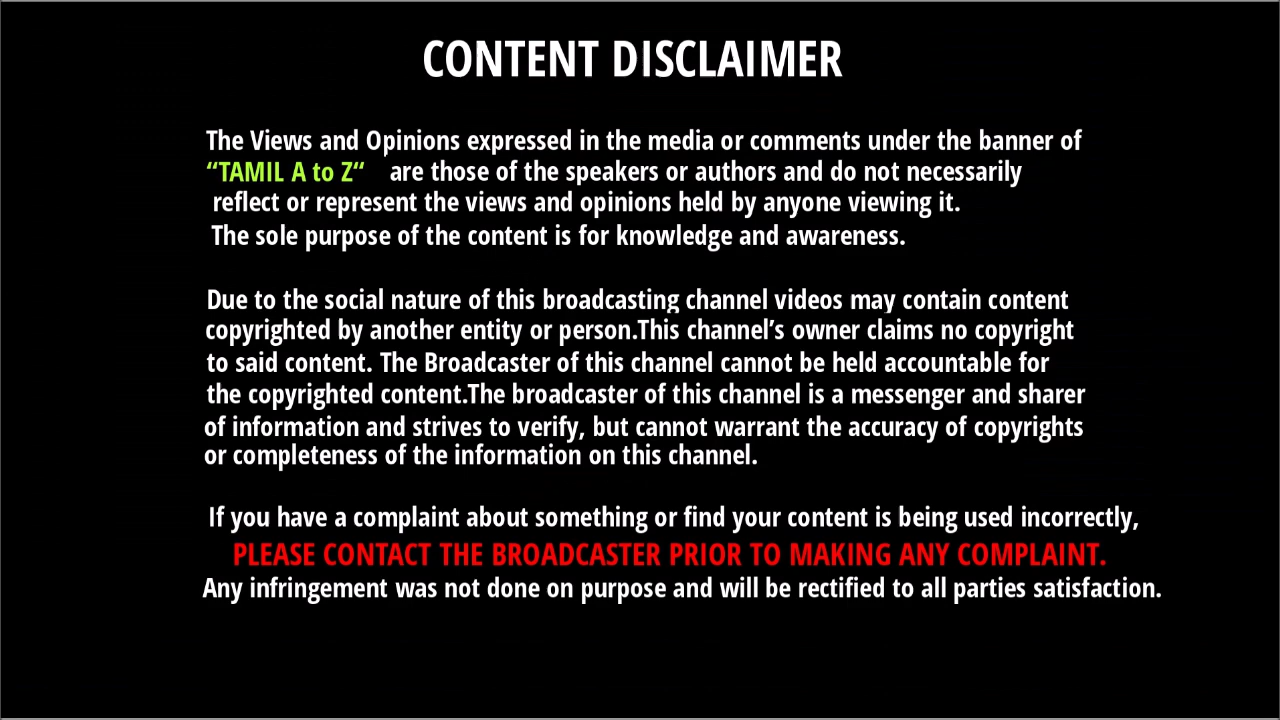 CONTENT DISCLAIMER
The Views and Opinions expressed in the media or comments under the banner of
“TAMIL A to Z“ are those of the speakers or authors and do not necessarily
reflect or represent the views and opinions held by anyone viewing it.
The sole purpose of the content is for knowledge and awareness.
Due to the social nature of this broadcasting channel videos may contain content
copyrighted by another entity or person.This channel’s owner claims no copyright
to said content. The Broadcaster of this channel cannot be held accountable for
the copyrighted content.The broadcaster of this channel is a messenger and sharer
of information and strives to verify, but cannot warrant the accuracy of copyrights
or completeness of the information on this channel.
If you have a complaint about something or find your content is being used incorrectly,
PLEASE CONTACT THE BROADCASTER PRIOR TO MAKING ANY COMPLAINT.
Any infringement was not done on purpose and will be rectified to all parties satisfaction.